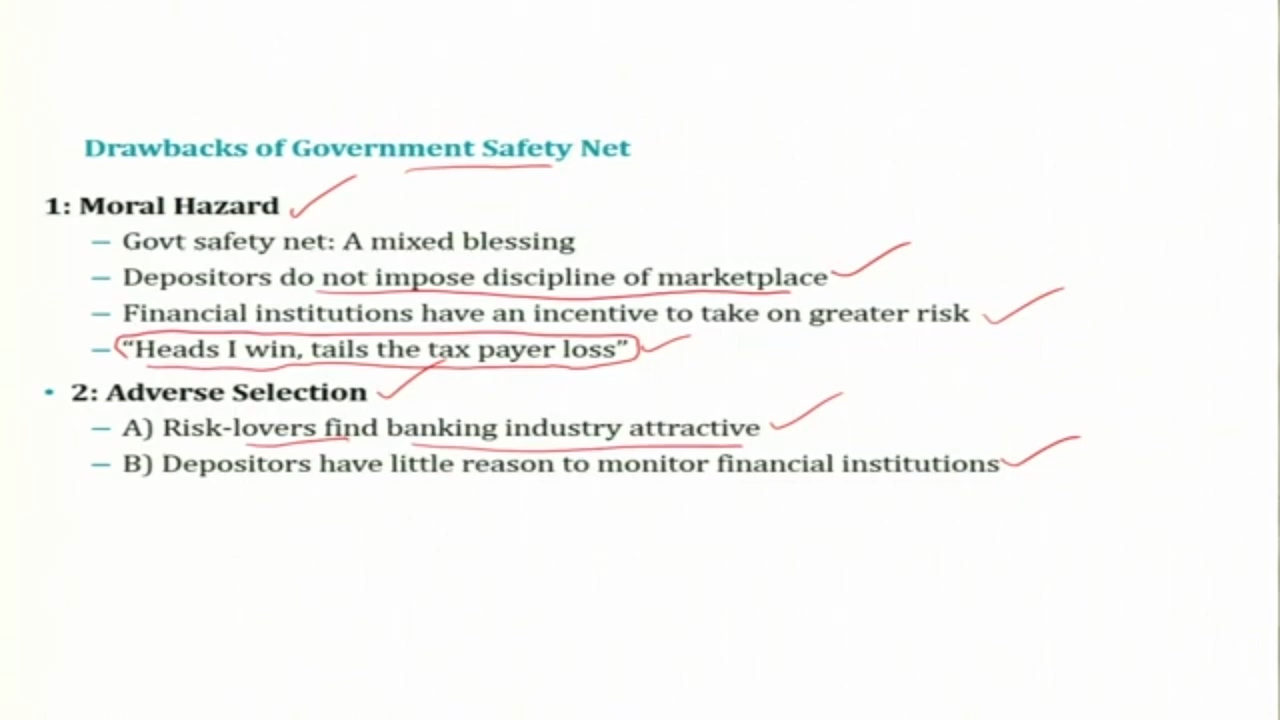 Drawbacks of Government Safety Net
1: Moral Hazard
– Govt safety net: A mixed blessing
– Depositors do not impose discipline of marketplace
– Financial institutions have an incentive to take on greater risk
– “Heads I win, tails the tax payer loss”
• 2: Adverse Selection
– A) Risk-lovers find banking industry attractive
– B) Depositors have little reason to monitor financial institutions